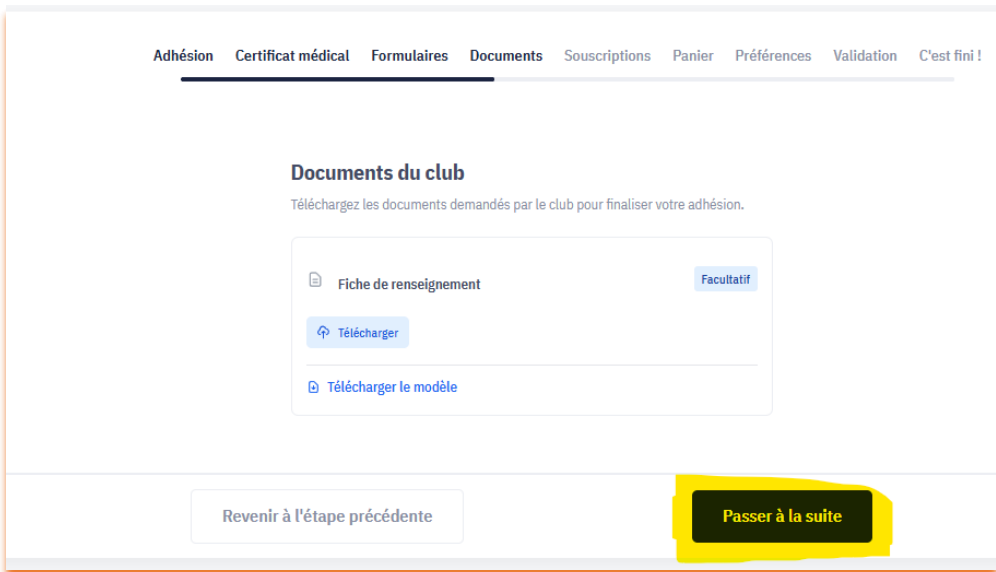 Adhésion Certificat médical Formulaires Documents Souscriptions Panier Préférences Validation C'est fini !
Documents du club
Téléchargez les documents demandés par le club pour finaliser votre adhésion.
Fiche de renseignement Facultatif
Télécharger
Télécharger le modèle
Revenir à l'étape précédente Passer à la suite